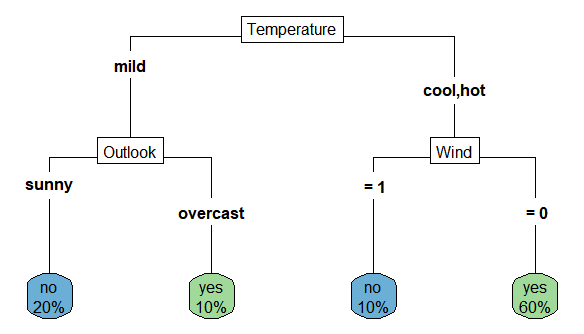 Temperature
mild
cool,hot
Outlook
Wind
sunny
= 1
overcast
= 0
no
20%
yes
10%
no
10%
yes
60%